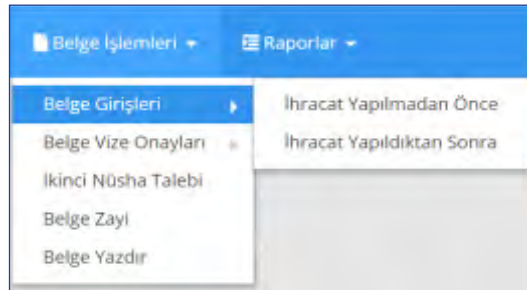 Belge İşlemleri
Raporlar
Belge Girişleri
Belge Vize Onayları
İkinci Nüsha Talebi
Belge Zayi
Belge Yazdır
İhracat Yapılmadan Önce
İhracat Yapıldıktan Sonra